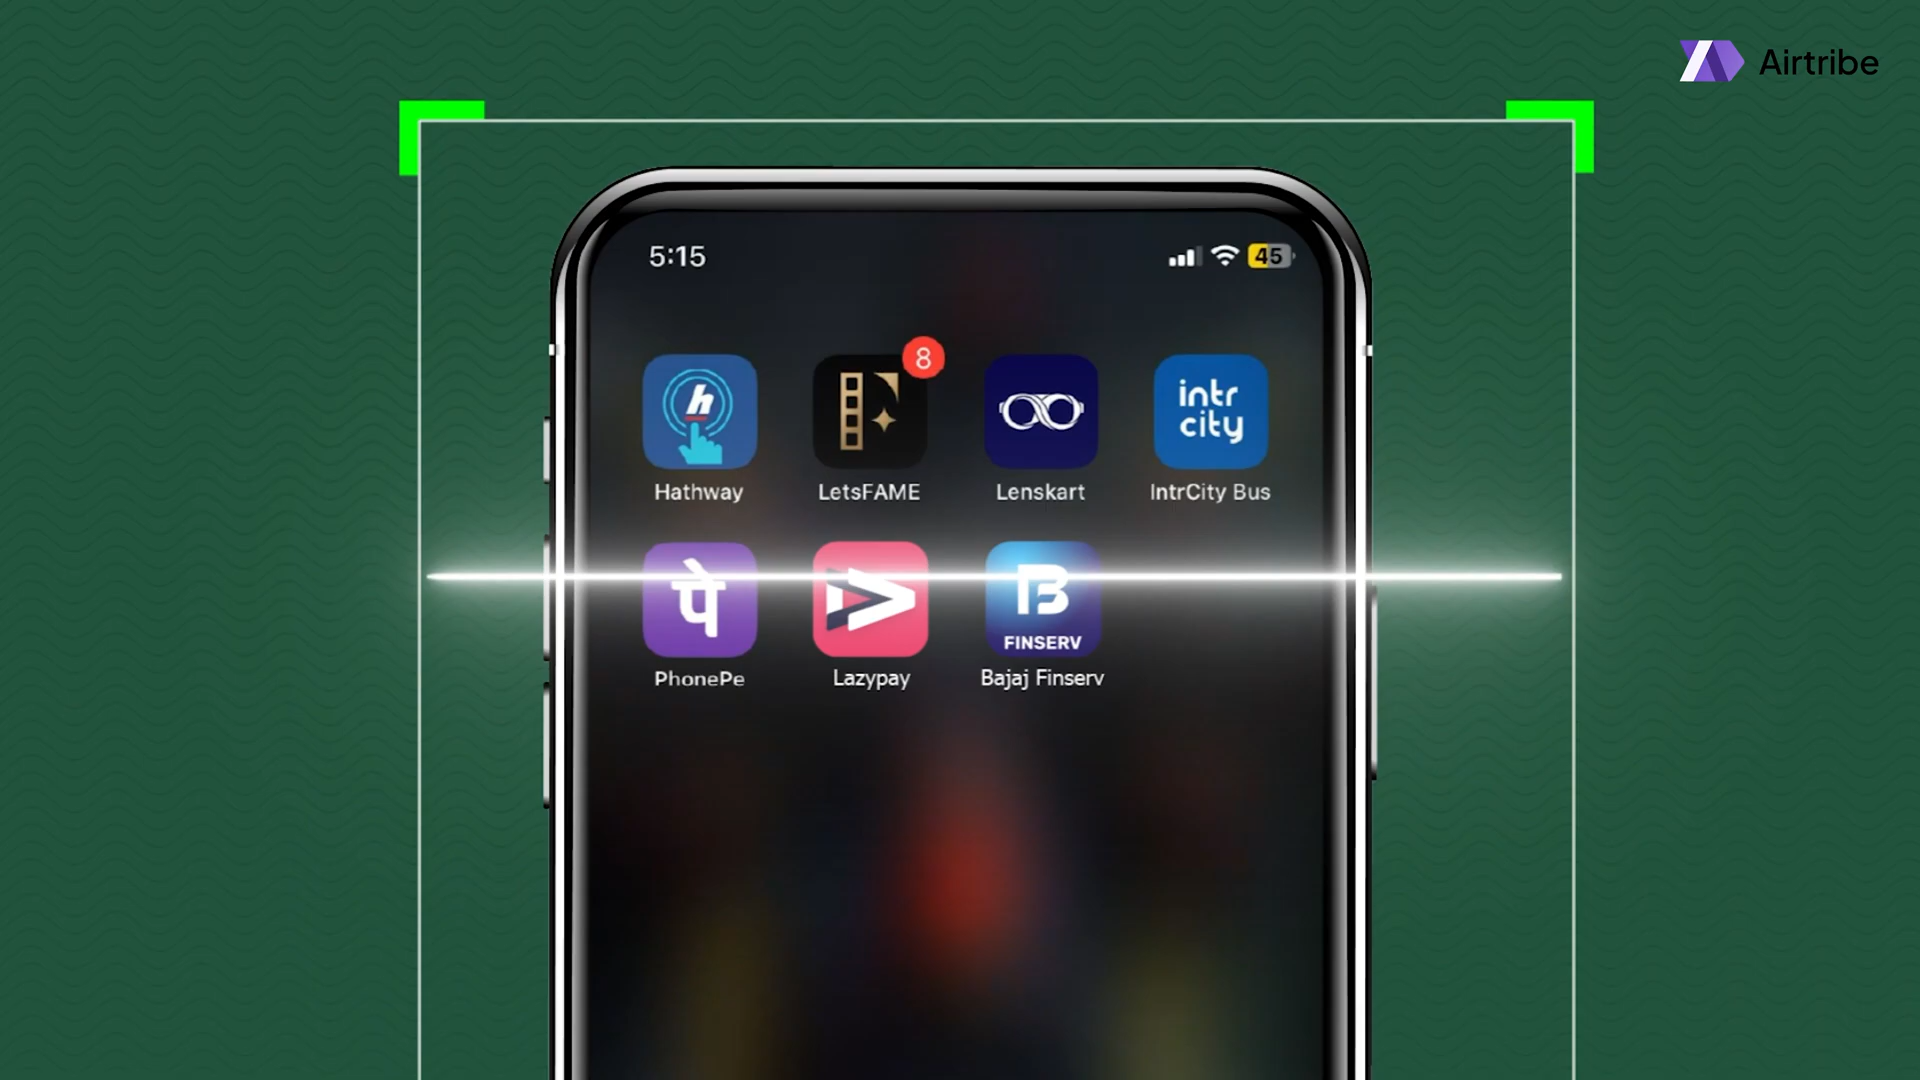 Airtribe
5:15
45
8
h
intr
city
Hathway
LetsFAME
Lenskart
IntrCity Bus
पे
B
FINSERV
PhonePe
Lazypay
Bajaj Finserv